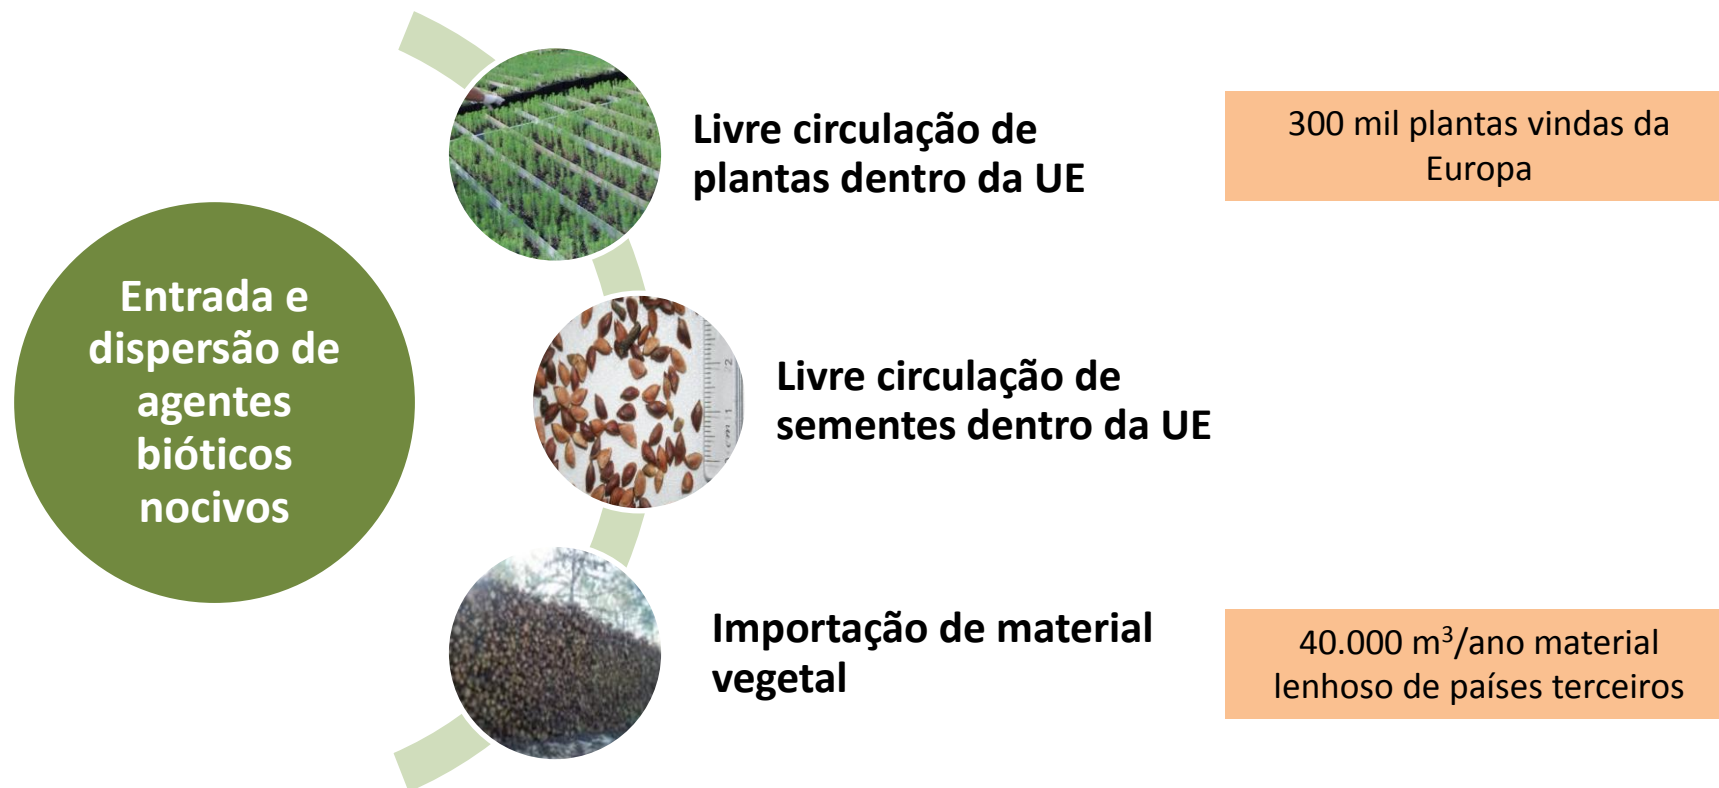 Entrada e
dispersão de
agentes
bióticos
nocivos
Livre circulação de
plantas dentro da UE
300 mil plantas vindas da
Europa
Livre circulação de
sementes dentro da UE
Importação de material
vegetal
40.000 m³/ano material
lenhoso de países terceiros